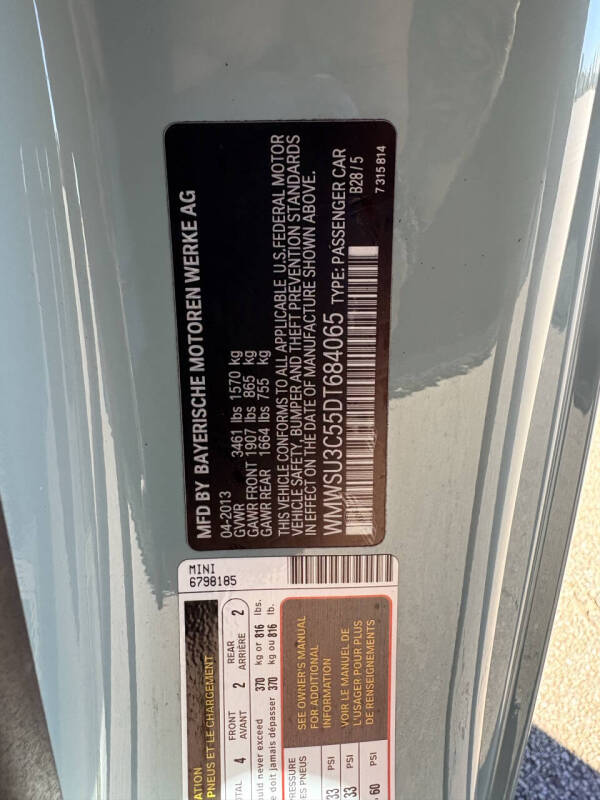 MFD BY BAYERISCHE MOTOREN WERKE AG
04-2013
GVWR 3461 lbs 1570 kg
GAWR FRONT 1907 lbs 865 kg
GAWR REAR 1664 lbs 755 kg
THIS VEHICLE CONFORMS TO ALL APPLICABLE U.S.FEDERAL MOTOR
VEHICLE SAFETY, BUMPER AND THEFT PREVENTION STANDARDS
IN EFFECT ON THE DATE OF MANUFACTURE SHOWN ABOVE.
WMWSU3C55DT684065 TYPE: PASSENGER CAR
B28/5
7 315 814
MINI
6798185
PNEUS ET LE CHARGEMENT
4 FRONT 2 REAR 2
AVANT ARRIÈRE
never exceed 370 kg or 816 lbs.
doit jamais dépasser 370 kg ou 816 lb.
SEE OWNER'S MANUAL
FOR ADDITIONAL
INFORMATION
VOIR LE MANUEL DE
L'USAGER POUR PLUS
DE RENSEIGNEMENTS
PNEUS
33 PSI
33 PSI
60 PSI